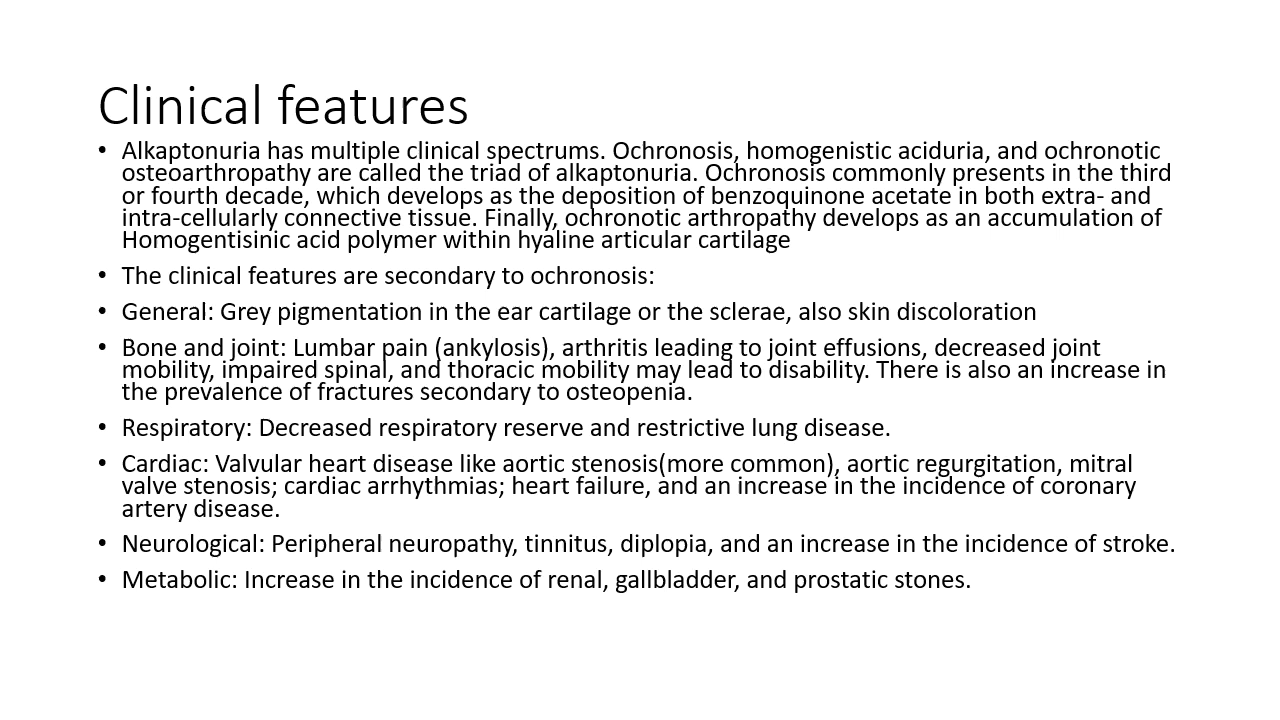 Clinical features
• Alkaptonuria has multiple clinical spectrums. Ochronosis, homogenistic aciduria, and ochronotic
osteoarthropathy are called the triad of alkaptonuria. Ochronosis commonly presents in the third
or fourth decade, which develops as the deposition of benzoquinone acetate in both extra- and
intra-cellularly connective tissue. Finally, ochronotic arthropathy develops as an accumulation of
Homogentisinic acid polymer within hyaline articular cartilage
• The clinical features are secondary to ochronosis:
• General: Grey pigmentation in the ear cartilage or the sclerae, also skin discoloration
• Bone and joint: Lumbar pain (ankylosis), arthritis leading to joint effusions, decreased joint
mobility, impaired spinal, and thoracic mobility may lead to disability. There is also an increase in
the prevalence of fractures secondary to osteopenia.
• Respiratory: Decreased respiratory reserve and restrictive lung disease.
• Cardiac: Valvular heart disease like aortic stenosis(more common), aortic regurgitation, mitral
valve stenosis; cardiac arrhythmias; heart failure, and an increase in the incidence of coronary
artery disease.
• Neurological: Peripheral neuropathy, tinnitus, diplopia, and an increase in the incidence of stroke.
• Metabolic: Increase in the incidence of renal, gallbladder, and prostatic stones.